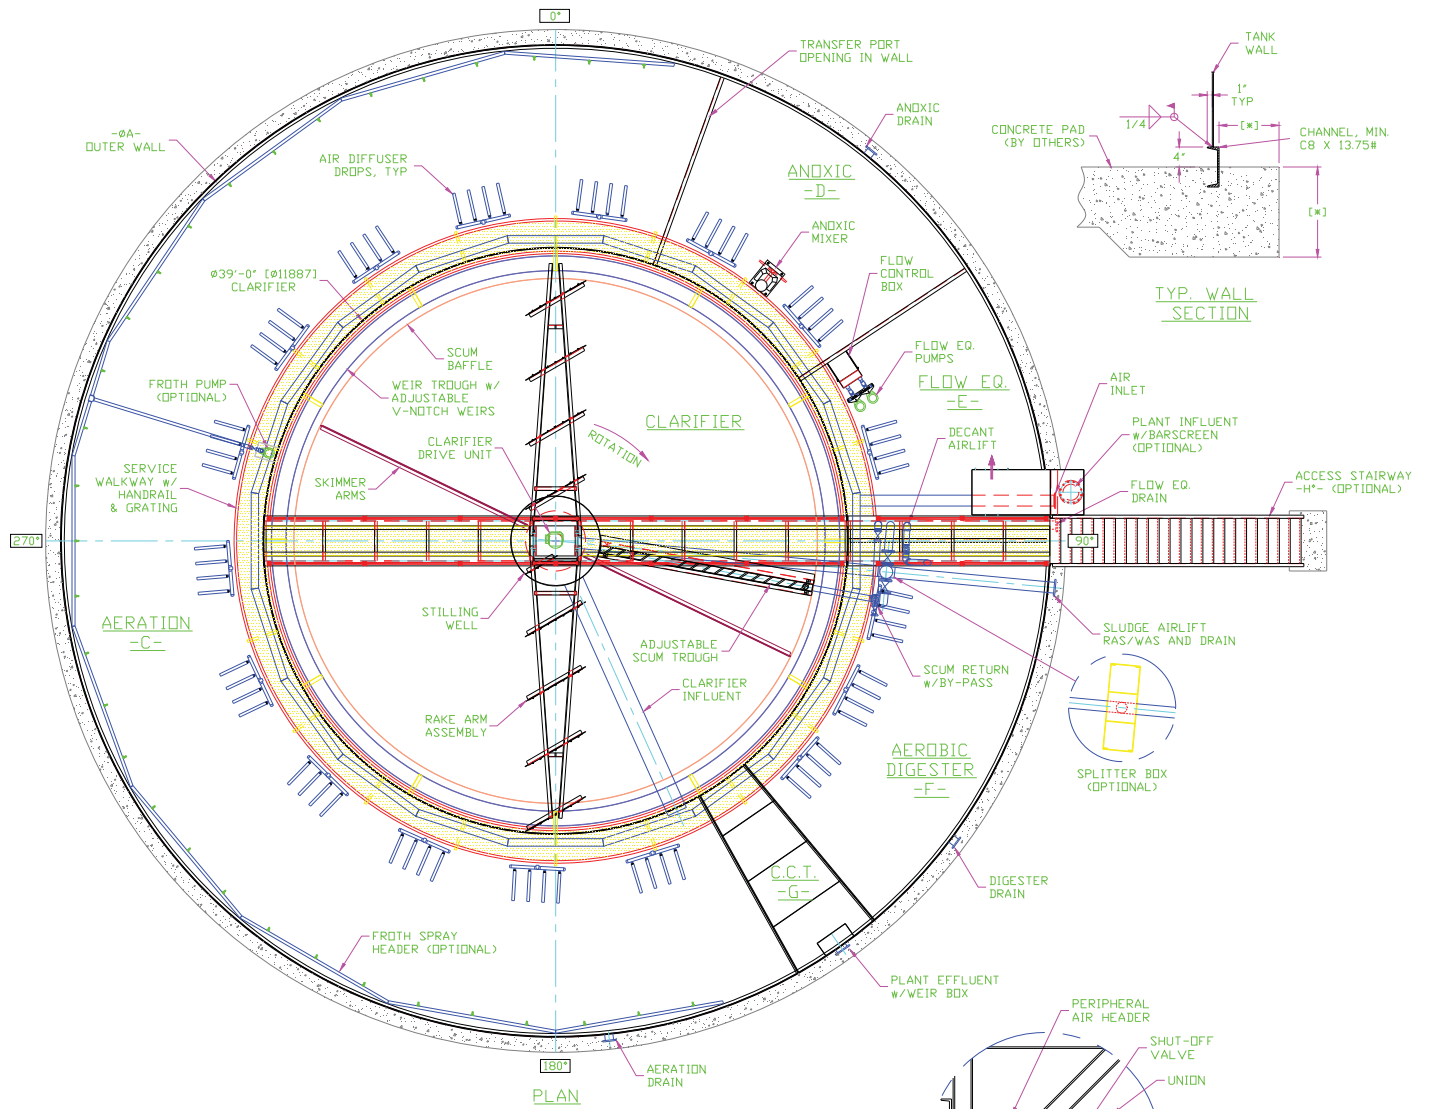 0°
TRANSFER PORT
OPENING IN WALL
TANK
WALL
1"
TYP
-ØA-
OUTER WALL
ANOXIC
DRAIN
1/4
[*]
CONCRETE PAD
(BY OTHERS)
CHANNEL, MIN.
C8 X 13.75#
4"
AIR DIFFUSER
DROPS, TYP
ANOXIC
-D-
[*]
ANOXIC
MIXER
Ø39'-0" [Ø11887]
CLARIFIER
FLOW
CONTROL
BOX
TYP. WALL
SECTION
SCUM
BAFFLE
FLOW EQ.
PUMPS
FROTH PUMP
(OPTIONAL)
WEIR TROUGH W/
ADJUSTABLE
V-NOTCH WEIRS
FLOW EQ.
-E-
AIR
INLET
CLARIFIER
ROTATION
DECANT
AIRLIFT
PLANT INFLUENT
W/BARSCREEN
(OPTIONAL)
CLARIFIER
DRIVE UNIT
SERVICE
WALKWAY W/
HANDRAIL
& GRATING
SKIMMER
ARMS
FLOW EQ.
DRAIN
ACCESS STAIRWAY
-H°- (OPTIONAL)
270°
90°
AERATION
-C-
STILLING
WELL
ADJUSTABLE
SCUM TROUGH
SLUDGE AIRLIFT
RAS/WAS AND DRAIN
SCUM RETURN
W/BY-PASS
CLARIFIER
INFLUENT
RAKE ARM
ASSEMBLY
AEROBIC
DIGESTER
-F-
SPLITTER BOX
(OPTIONAL)
C.C.T.
-G-
DIGESTER
DRAIN
FROTH SPRAY
HEADER (OPTIONAL)
PLANT EFFLUENT
W/WEIR BOX
PERIPHERAL
AIR HEADER
SHUT-OFF
VALVE
UNION
180°
AERATION
DRAIN
PLAN